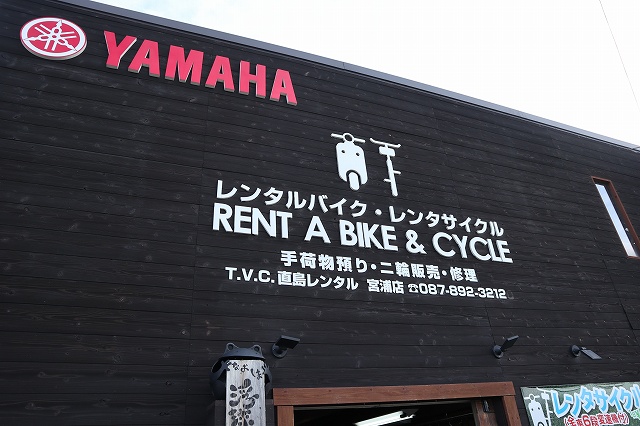 YAMAHA
レンタルバイク・レンタサイクル
RENT A BIKE & CYCLE
手荷物預り・二輪販売・修理
T.V.C.直島レンタル 宮浦店 ☎087-892-3212
レンタサイクル